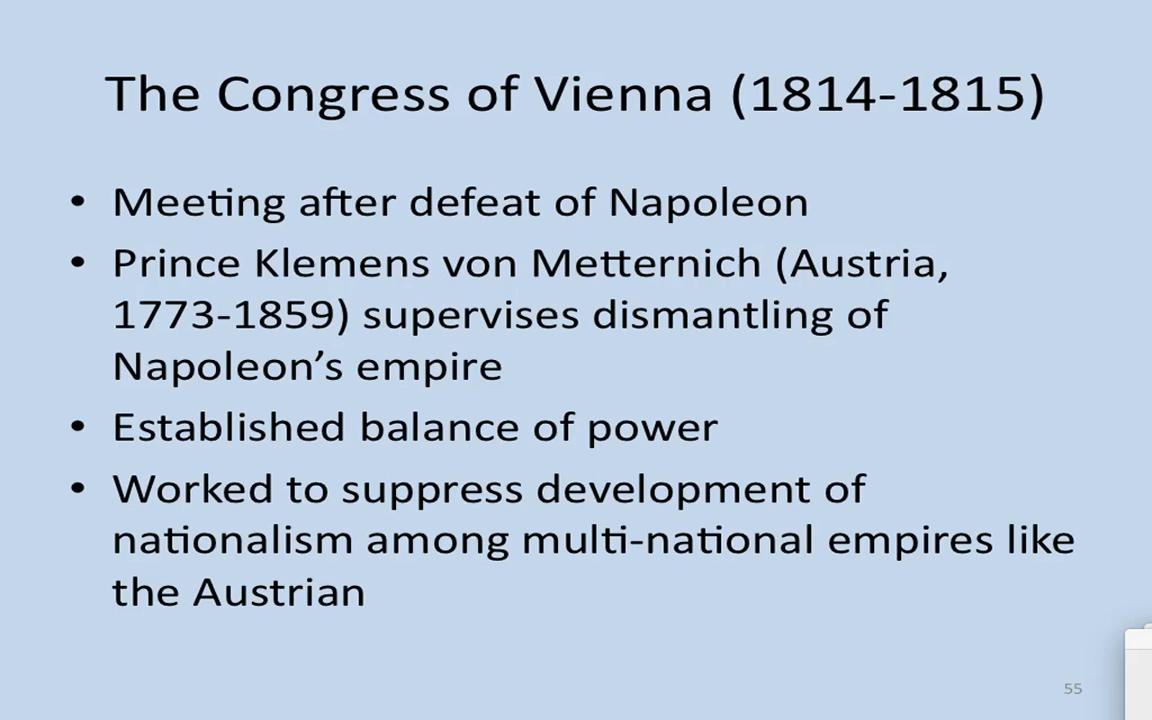 The Congress of Vienna (1814-1815)
• Meeting after defeat of Napoleon
• Prince Klemens von Metternich (Austria,
1773-1859) supervises dismantling of
Napoleon’s empire
• Established balance of power
• Worked to suppress development of
nationalism among multi-national empires like
the Austrian
55